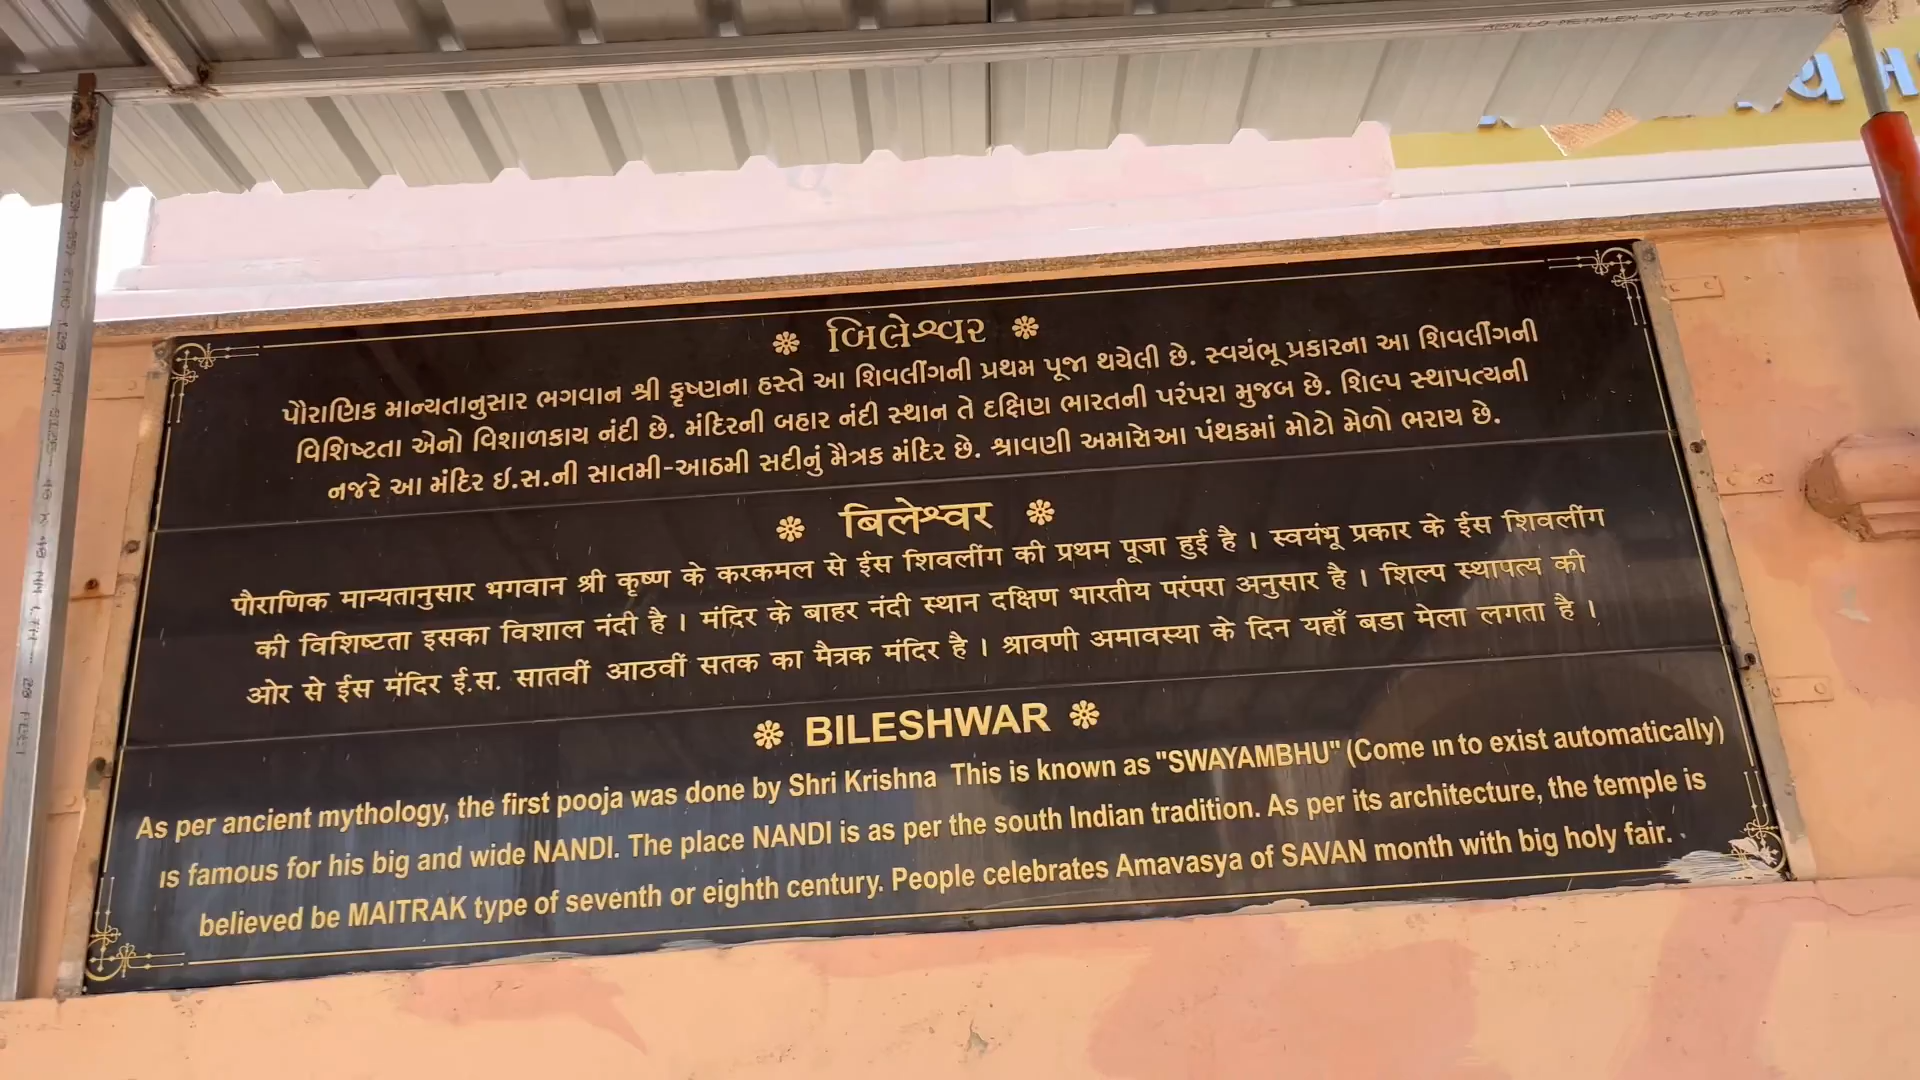 બિલેશ્વર
પૌરાણિક માન્યતાનુસાર ભગવાન શ્રી કૃષ્ણના હસ્તે આ શિવલીંગની પ્રથમ પૂજા થયેલી છે. સ્વયંભૂ પ્રકારના આ શિવલીંગની
વિશિષ્ટતા એનો વિશાળકાય નંદી છે. મંદિરની બહાર નંદી સ્થાન તે દક્ષિણ ભારતની પરંપરા મુજબ છે. શિલ્પ સ્થાપત્યની
નજરે આ મંદિર ઇ.સ.ની સાતમી-આઠમી સદીનું મૈત્રક મંદિર છે. શ્રાવણી અમાસેઆ પંથકમાં મોટો મેળો ભરાય છે.
बिलेश्वर
पौराणिक मान्यतानुसार भगवान श्री कृष्ण के करकमल से ईस शिवलींग की प्रथम पूजा हुई है । स्वयंभू प्रकार के ईस शिवलींग
की विशिष्टता इसका विशाल नंदी है । मंदिर के बाहर नंदी स्थान दक्षिण भारतीय परंपरा अनुसार है । शिल्प स्थापत्य की
ओर से ईस मंदिर ई.स. सातवीं आठवीं सतक का मैत्रक मंदिर है । श्रावणी अमावस्या के दिन यहाँ बडा मेला लगता है ।
BILESHWAR
As per ancient mythology, the first pooja was done by Shri Krishna This is known as "SWAYAMBHU" (Come in to exist automatically)
is famous for his big and wide NANDI. The place NANDI is as per the south Indian tradition. As per its architecture, the temple is
believed be MAITRAK type of seventh or eighth century. People celebrates Amavasya of SAVAN month with big holy fair.